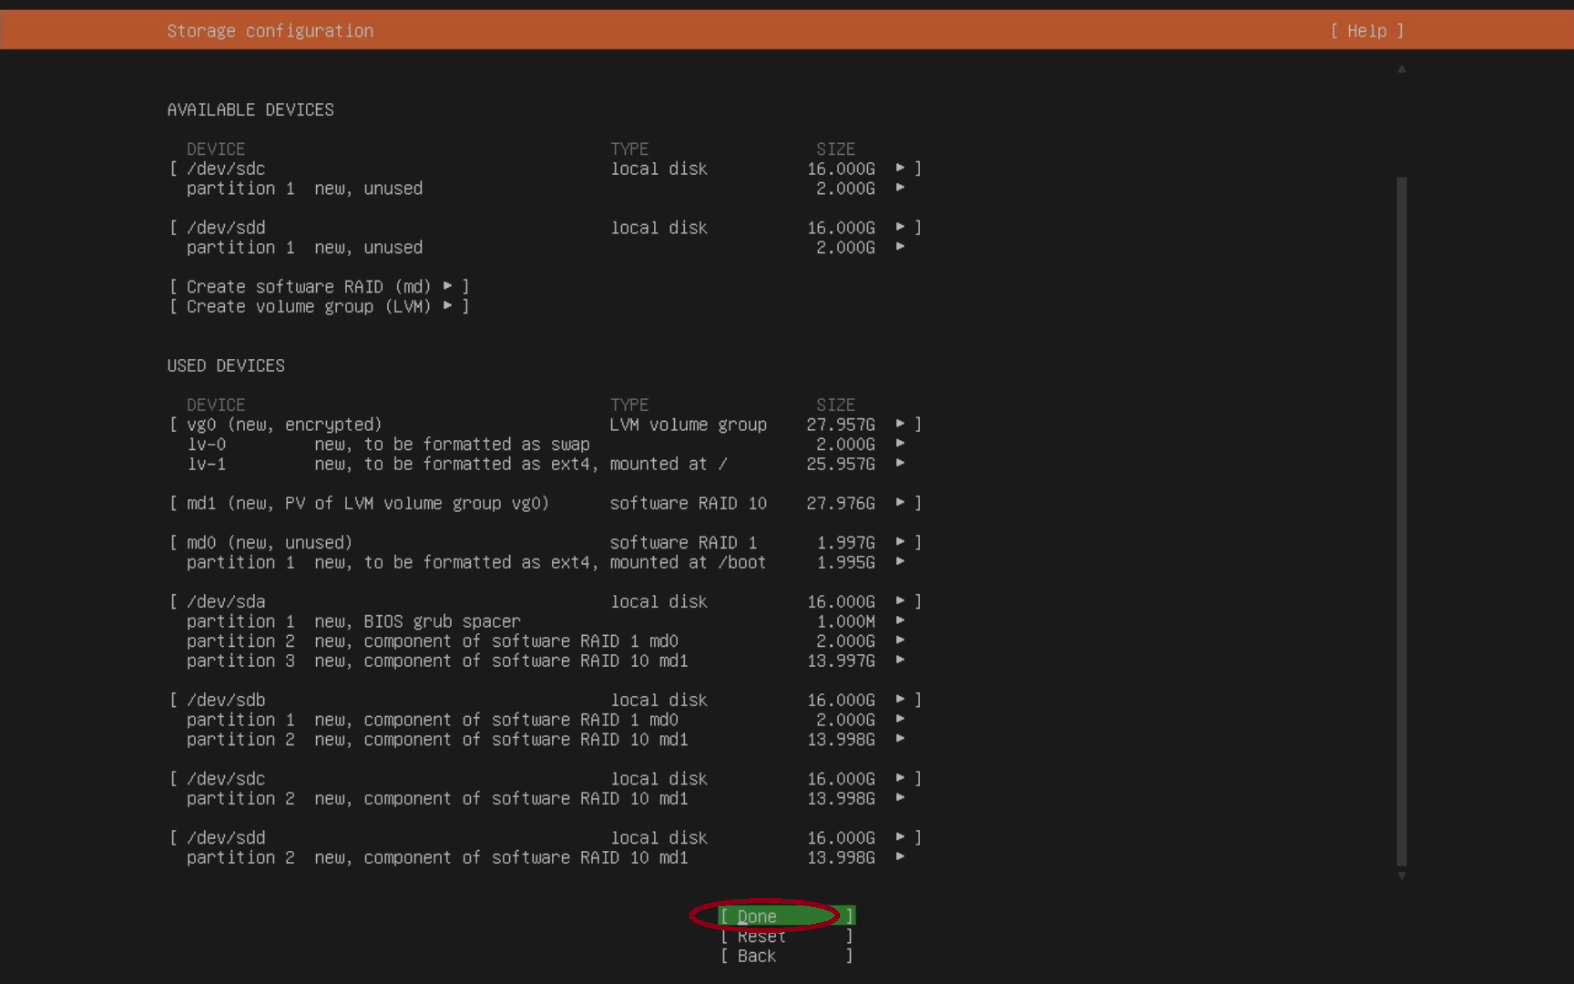 Storage configuration [ Help ]
AVAILABLE DEVICES
DEVICE TYPE SIZE
[ /dev/sdc local disk 16.000G ▸ ]
partition 1 new, unused 2.000G ▸
[ /dev/sdd local disk 16.000G ▸ ]
partition 1 new, unused 2.000G ▸
[ Create software RAID (md) ▸ ]
[ Create volume group (LVM) ▸ ]
USED DEVICES
DEVICE TYPE SIZE
[ vg0 (new, encrypted) LVM volume group 27.957G ▸ ]
lv-0 new, to be formatted as swap 2.000G ▸
lv-1 new, to be formatted as ext4, mounted at / 25.957G ▸
[ md1 (new, PV of LVM volume group vg0) software RAID 10 27.976G ▸ ]
[ md0 (new, unused) software RAID 1 1.997G ▸ ]
partition 1 new, to be formatted as ext4, mounted at /boot 1.995G ▸
[ /dev/sda local disk 16.000G ▸ ]
partition 1 new, BIOS grub spacer 1.000M ▸
partition 2 new, component of software RAID 1 md0 2.000G ▸
partition 3 new, component of software RAID 10 md1 13.997G ▸
[ /dev/sdb local disk 16.000G ▸ ]
partition 1 new, component of software RAID 1 md0 2.000G ▸
partition 2 new, component of software RAID 10 md1 13.998G ▸
[ /dev/sdc local disk 16.000G ▸ ]
partition 2 new, component of software RAID 10 md1 13.998G ▸
[ /dev/sdd local disk 16.000G ▸ ]
partition 2 new, component of software RAID 10 md1 13.998G ▸
[ Done ]
[ Reset ]
[ Back ]